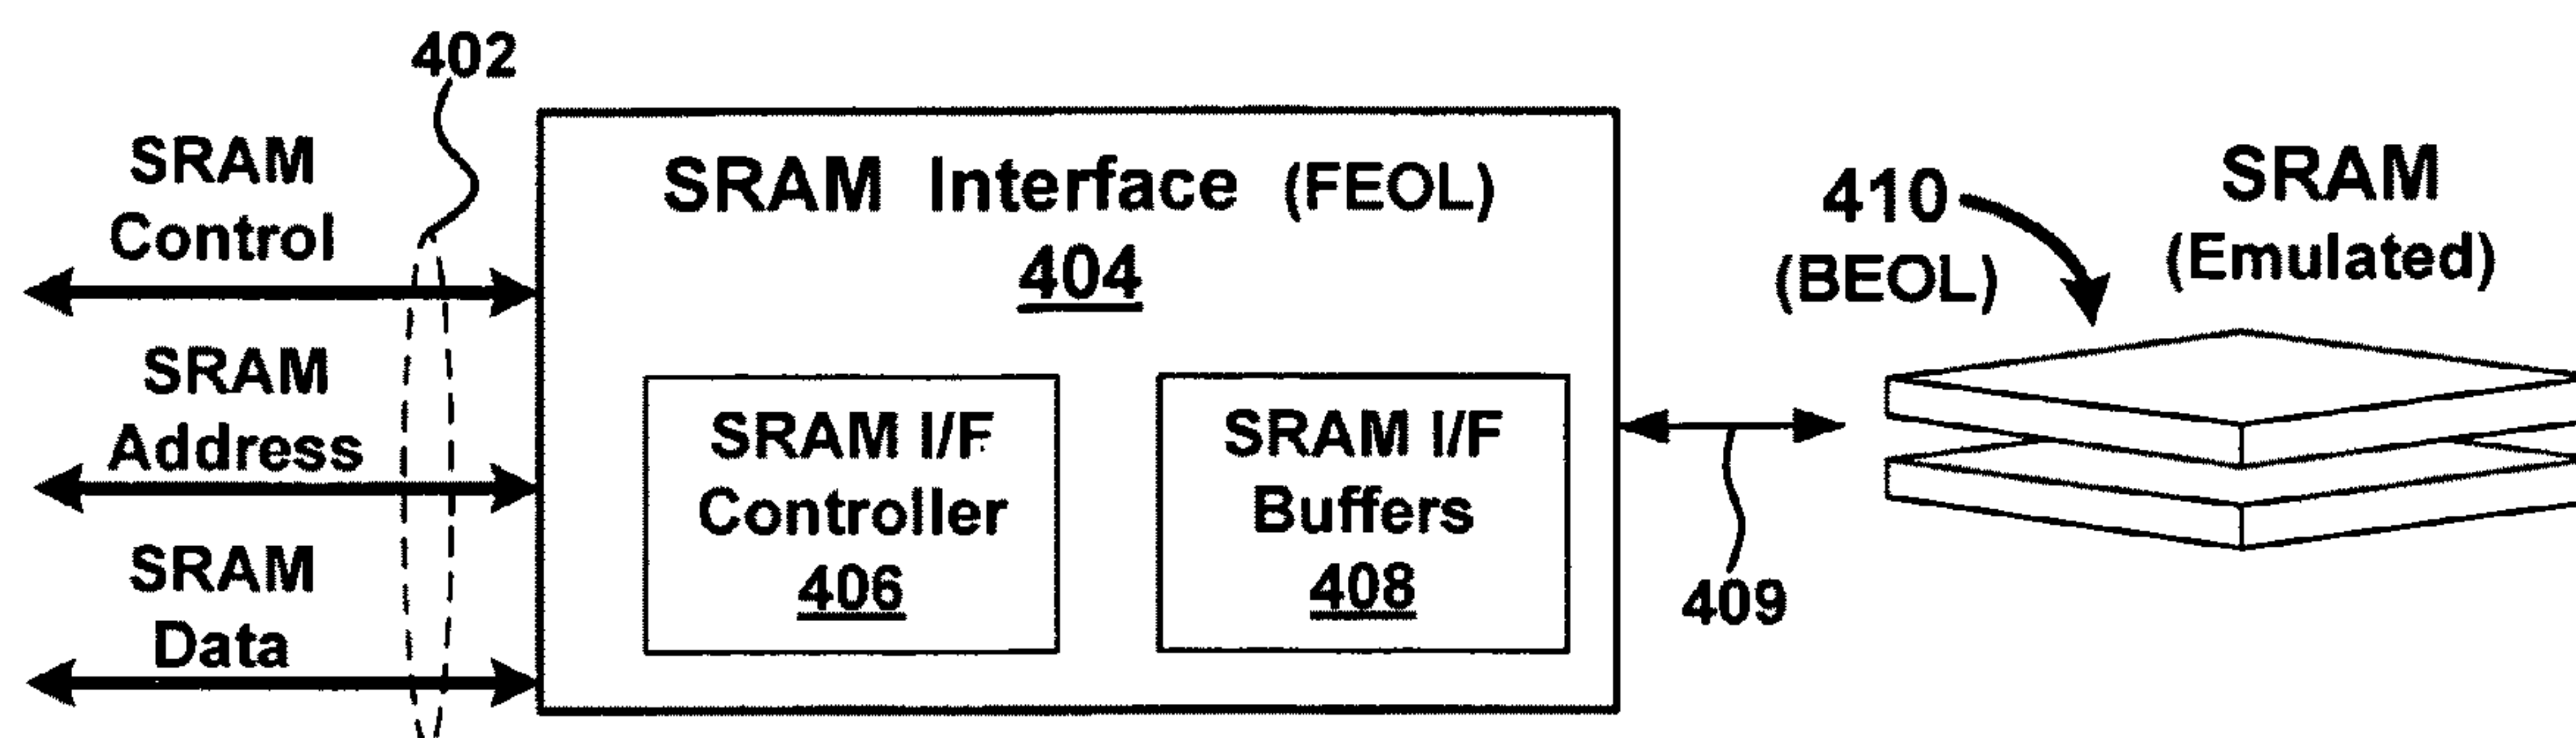 402
SRAM
Control
SRAM
Address
SRAM
Data
SRAM Interface (FEOL)
404
SRAM I/F
Controller
406
SRAM I/F
Buffers
408
409
410
(BEOL)
SRAM
(Emulated)